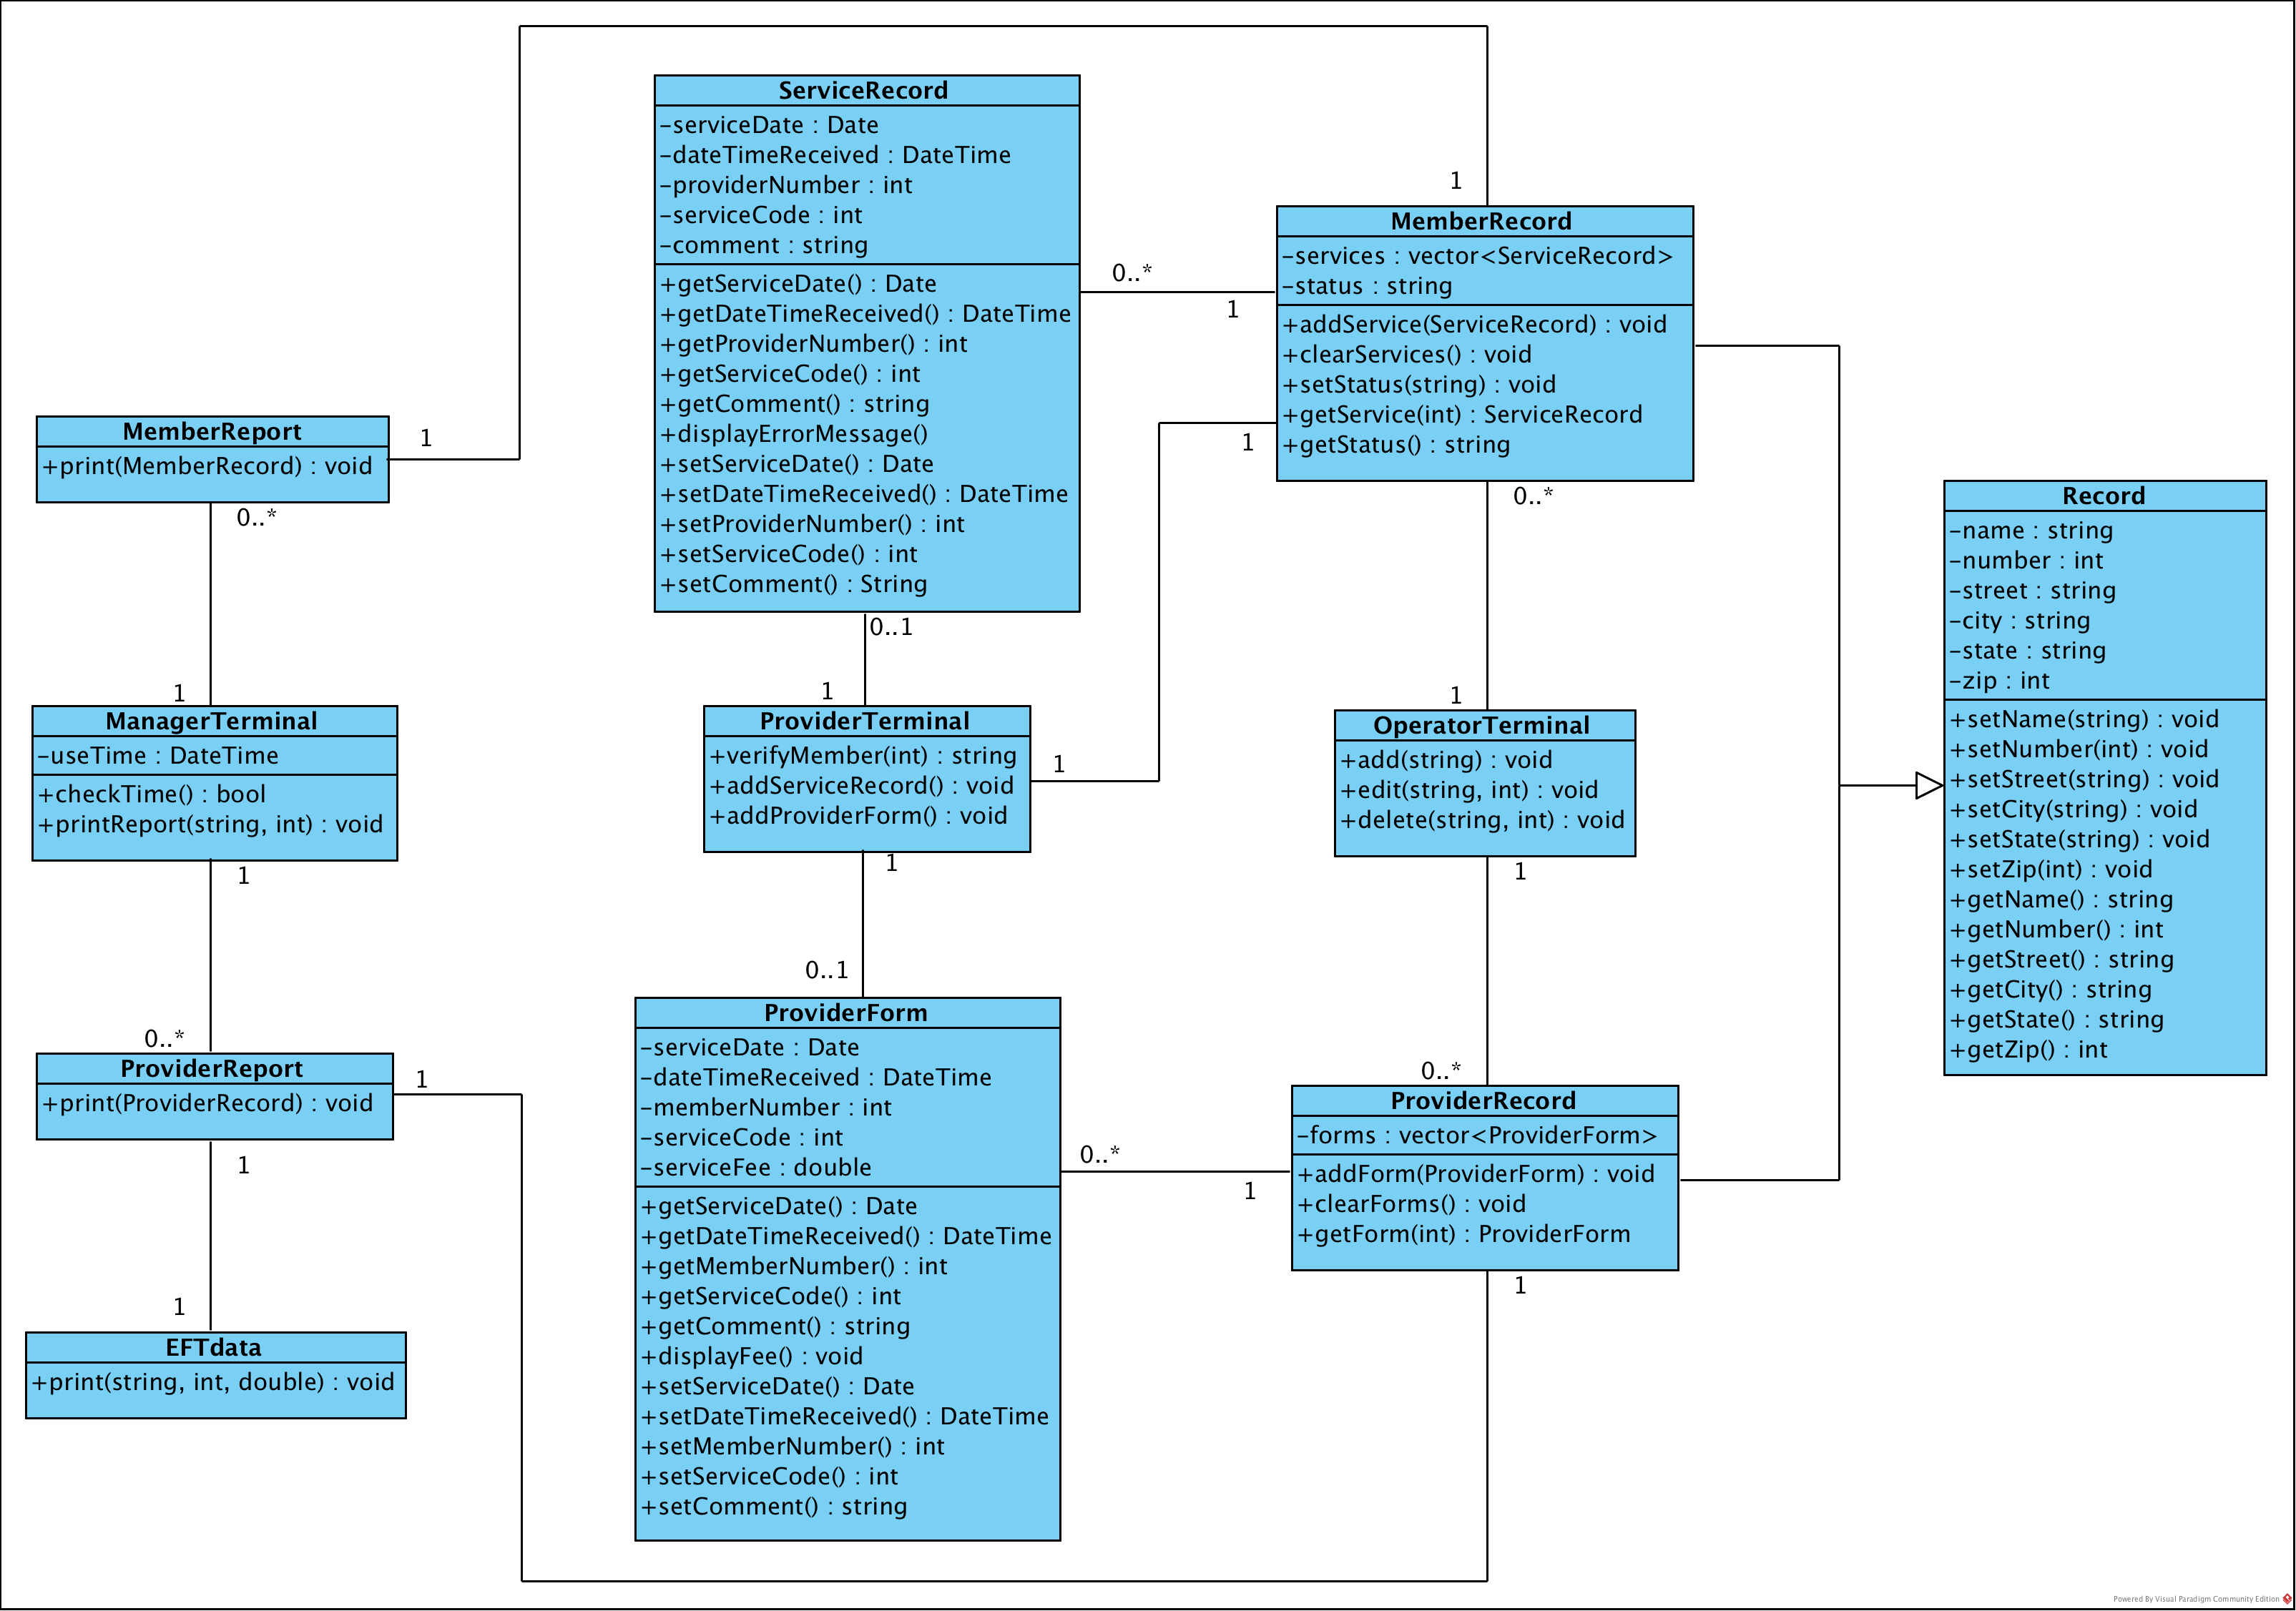 ServiceRecord
-serviceDate : Date
-dateTimeReceived : DateTime
-providerNumber : int
-serviceCode : int
-comment : string
+getServiceDate() : Date
+getDateTimeReceived() : DateTime
+getProviderNumber() : int
+getServiceCode() : int
+getComment() : string
+displayErrorMessage()
+setServiceDate() : Date
+setDateTimeReceived() : DateTime
+setProviderNumber() : int
+setServiceCode() : int
+setComment() : String
0..*
1
0..1
1
1
MemberRecord
-services : vector<ServiceRecord>
-status : string
+addService(ServiceRecord) : void
+clearServices() : void
+setStatus(string) : void
+getService(int) : ServiceRecord
+getStatus() : string
1
0..*
1
MemberReport
+print(MemberRecord) : void
1
0..*
1
ManagerTerminal
-useTime : DateTime
+checkTime() : bool
+printReport(string, int) : void
1
0..*
ProviderTerminal
+verifyMember(int) : string
+addServiceRecord() : void
+addProviderForm() : void
1
1
0..1
OperatorTerminal
+add(string) : void
+edit(string, int) : void
+delete(string, int) : void
1
0..*
Record
-name : string
-number : int
-street : string
-city : string
-state : string
-zip : int
+setName(string) : void
+setNumber(int) : void
+setStreet(string) : void
+setCity(string) : void
+setState(string) : void
+setZip(int) : void
+getName() : string
+getNumber() : int
+getStreet() : string
+getCity() : string
+getState() : string
+getZip() : int
ProviderReport
+print(ProviderRecord) : void
1
1
1
EFTdata
+print(string, int, double) : void
ProviderForm
-serviceDate : Date
-dateTimeReceived : DateTime
-memberNumber : int
-serviceCode : int
-serviceFee : double
+getServiceDate() : Date
+getDateTimeReceived() : DateTime
+getMemberNumber() : int
+getServiceCode() : int
+getComment() : string
+displayFee() : void
+setServiceDate() : Date
+setDateTimeReceived() : DateTime
+setMemberNumber() : int
+setServiceCode() : int
+setComment() : string
0..*
1
ProviderRecord
-forms : vector<ProviderForm>
+addForm(ProviderForm) : void
+clearForms() : void
+getForm(int) : ProviderForm
1
Powered By Visual Paradigm Community Edition